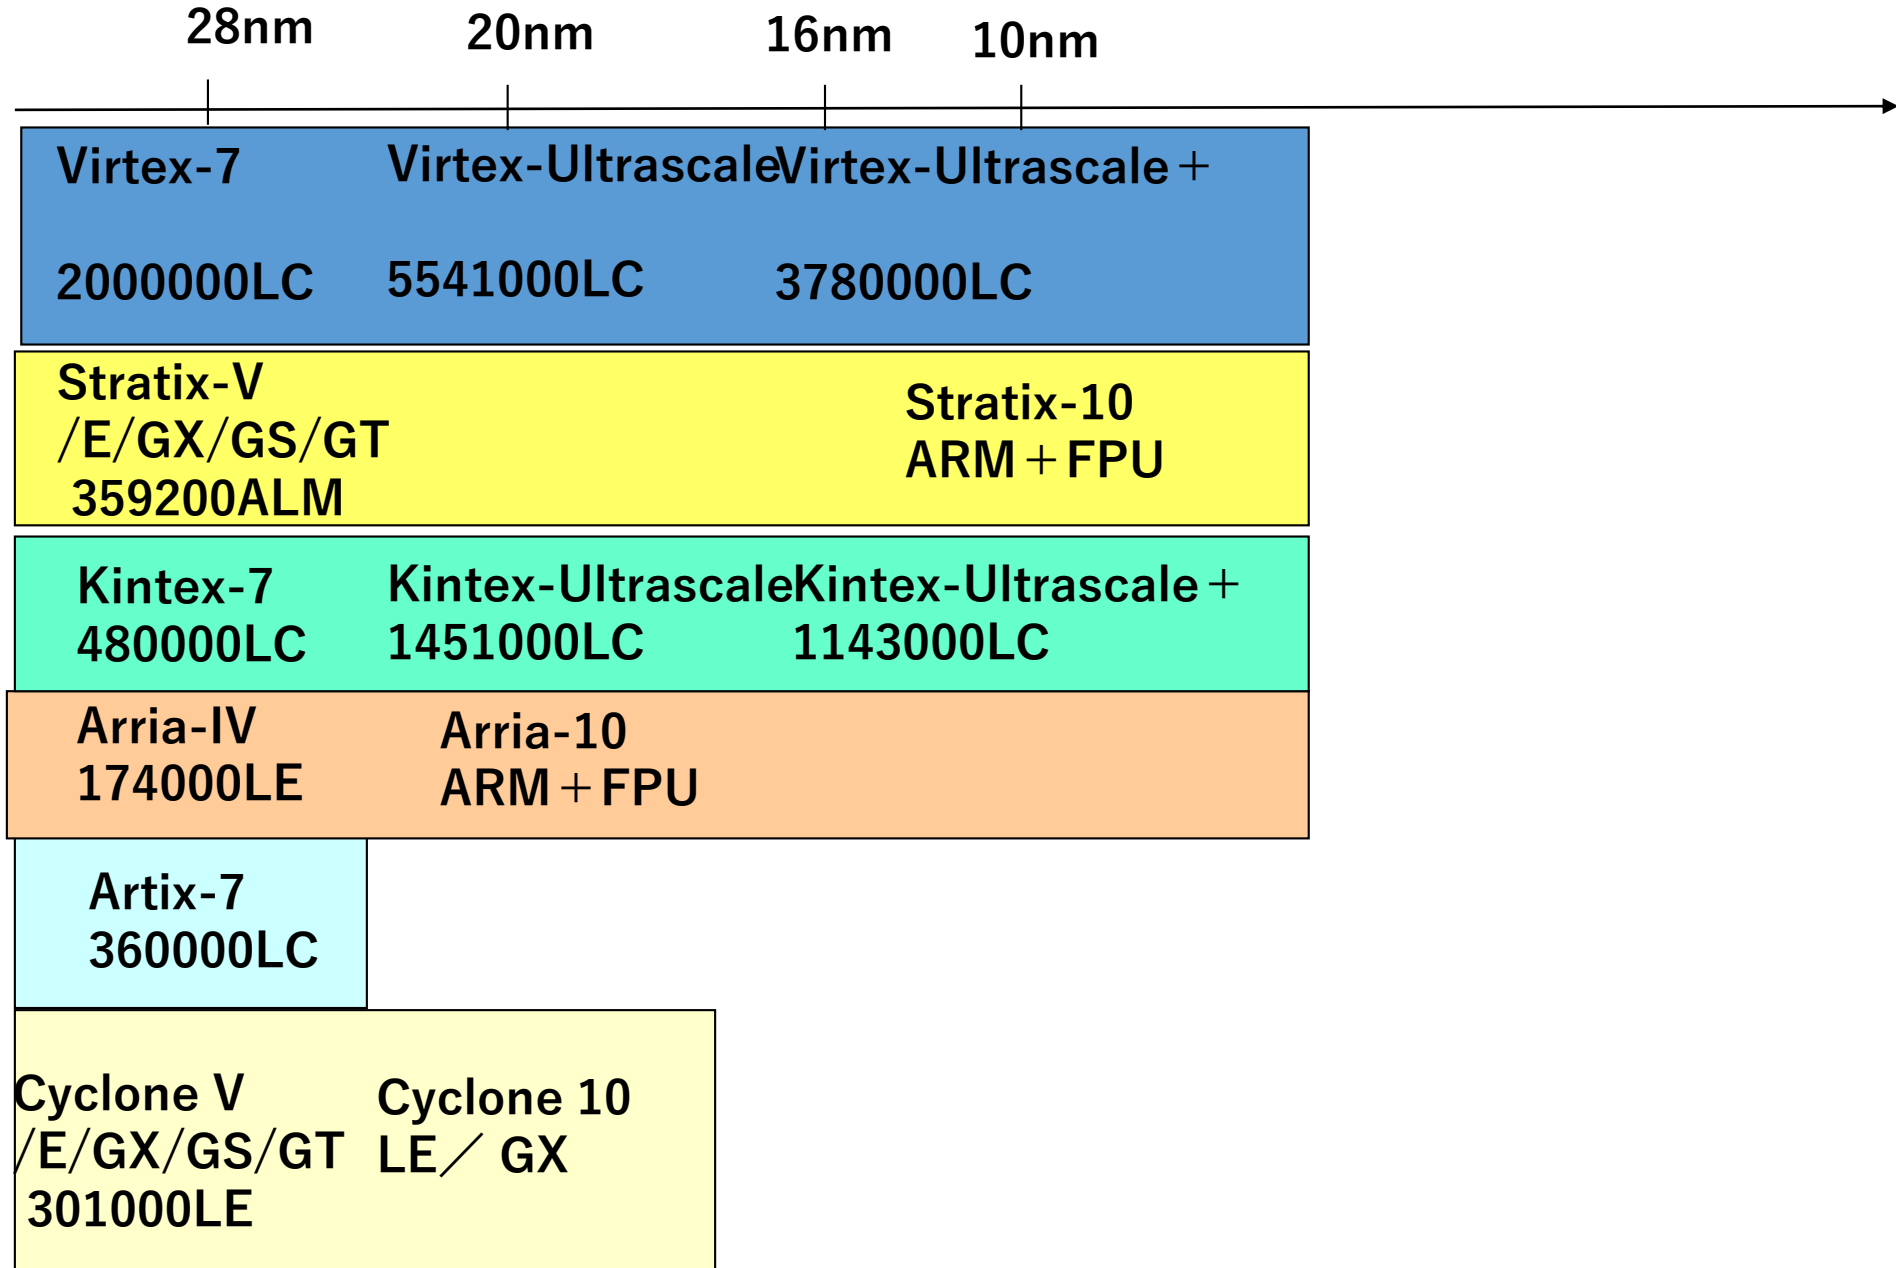 28nm 20nm 16nm 10nm
Virtex-7
2000000LC
Virtex-Ultrascale
5541000LC
Virtex-Ultrascale＋
3780000LC
Stratix-V
/E/GX/GS/GT
359200ALM
Stratix-10
ARM＋FPU
Kintex-7
480000LC
Kintex-Ultrascale
1451000LC
Kintex-Ultrascale＋
1143000LC
Arria-IV
174000LE
Arria-10
ARM＋FPU
Artix-7
360000LC
Cyclone V
/E/GX/GS/GT
301000LE
Cyclone 10
LE／ GX